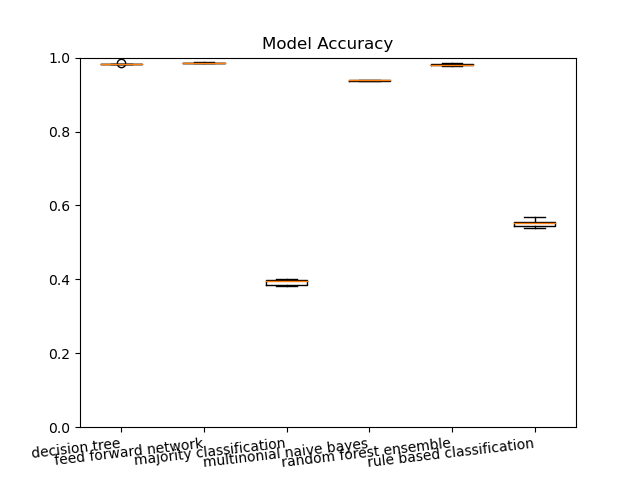 Model Accuracy
1.0
0.8
0.6
0.4
0.2
0.0
decision tree
feed forward network
majority classification
multinonial naive bayes
random forest ensemble
rule based classification